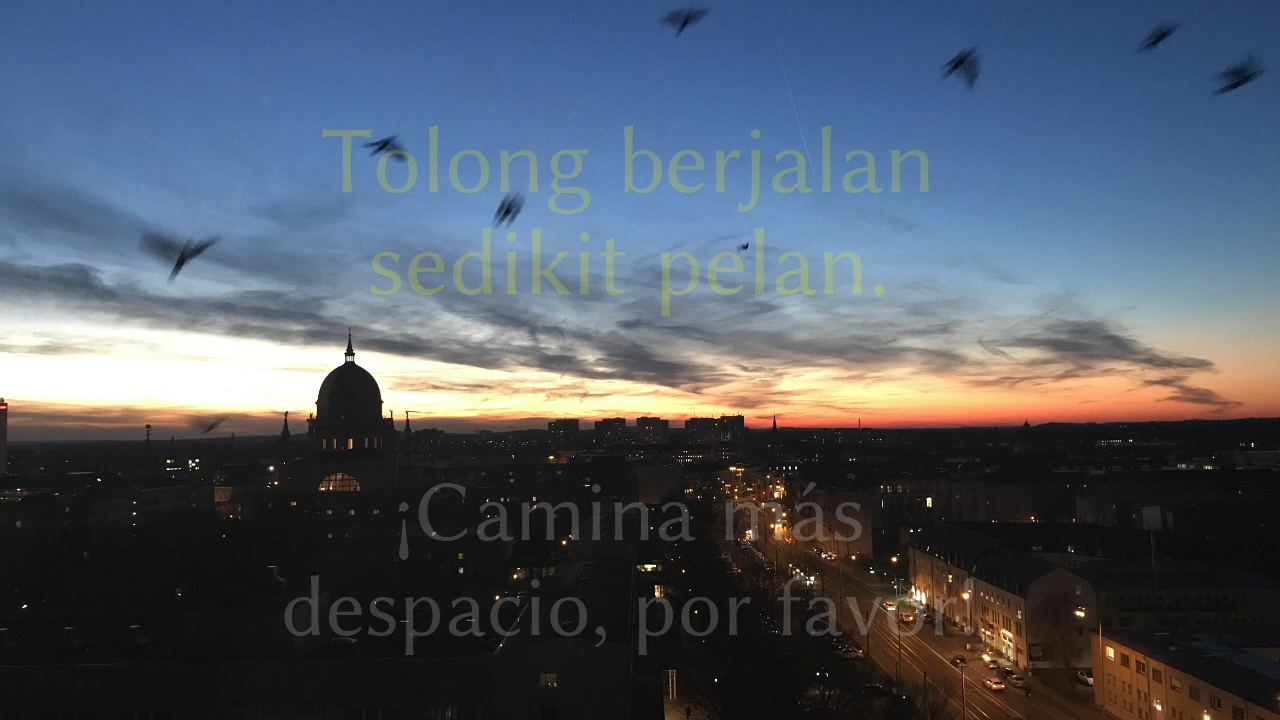 Tolong berjalan
sedikit pelan.
¡Camina más
despacio, por favor!